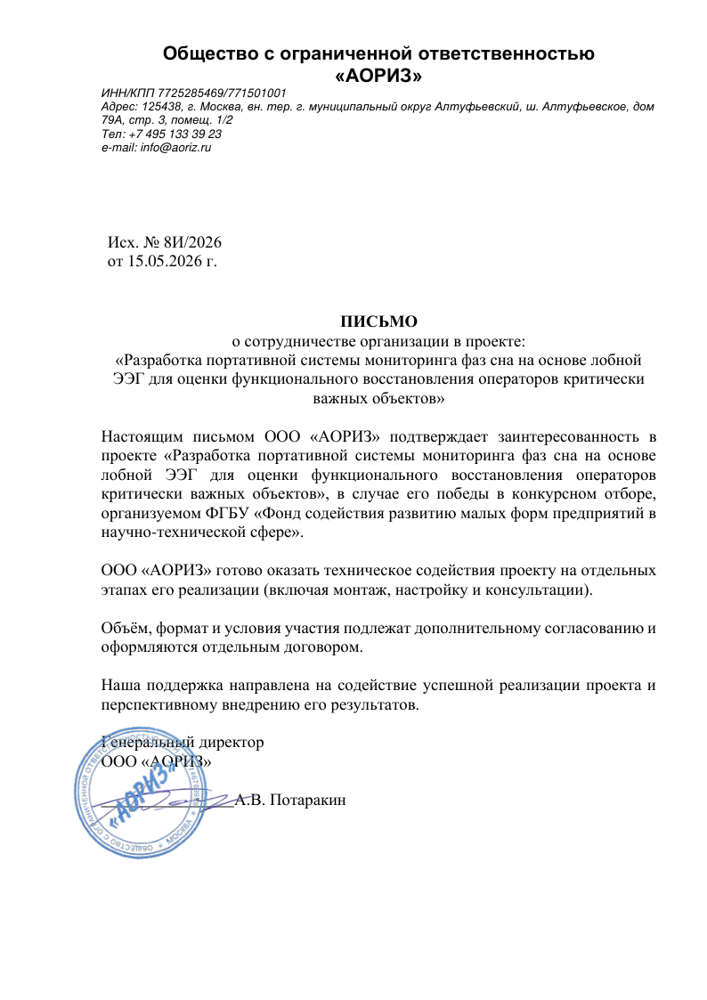 Общество с ограниченной ответственностью
«АОРИЗ»
ИНН/КПП 7725285469/771501001
Адрес: 125438, г. Москва, вн. тер. г. муниципальный округ Алтуфьевский, ш. Алтуфьевское, дом
79А, стр. 3, помещ. 1/2
Тел: +7 495 133 39 23
e-mail: info@aoriz.ru
Исх. № 8И/2026
от 15.05.2026 г.
ПИСЬМО
о сотрудничестве организации в проекте:
«Разработка портативной системы мониторинга фаз сна на основе лобной
ЭЭГ для оценки функционального восстановления операторов критически
важных объектов»
Настоящим письмом ООО «АОРИЗ» подтверждает заинтересованность в
проекте «Разработка портативной системы мониторинга фаз сна на основе
лобной ЭЭГ для оценки функционального восстановления операторов
критически важных объектов», в случае его победы в конкурсном отборе,
организуемом ФГБУ «Фонд содействия развитию малых форм предприятий в
научно-технической сфере».
ООО «АОРИЗ» готово оказать техническое содействия проекту на отдельных
этапах его реализации (включая монтаж, настройку и консультации).
Объём, формат и условия участия подлежат дополнительному согласованию и
оформляются отдельным договором.
Наша поддержка направлена на содействие успешной реализации проекта и
перспективному внедрению его результатов.
Генеральный директор
ООО «АОРИЗ»
А.В. Потаракин
ОБЩЕСТВО С ОГРАНИЧЕННОЙ ОТВЕТСТВЕННОСТЬЮ
«АОРИЗ»
МОСКВА